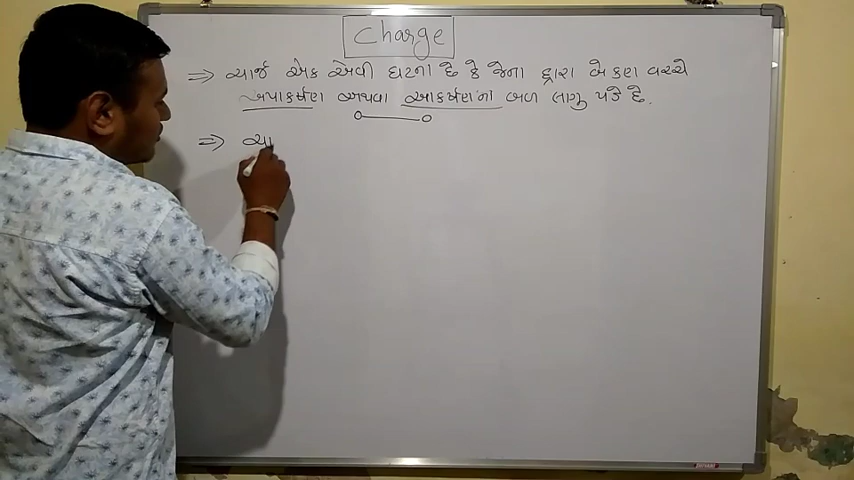 Charge
⇒ ચાર્જ એક એવી ઘટના છે કે જેના દ્વારા બે કણ વચ્ચે
અપાકર્ષણ અથવા આકર્ષણનાં બળ લાગુ પડે છે.
⇒ ચા